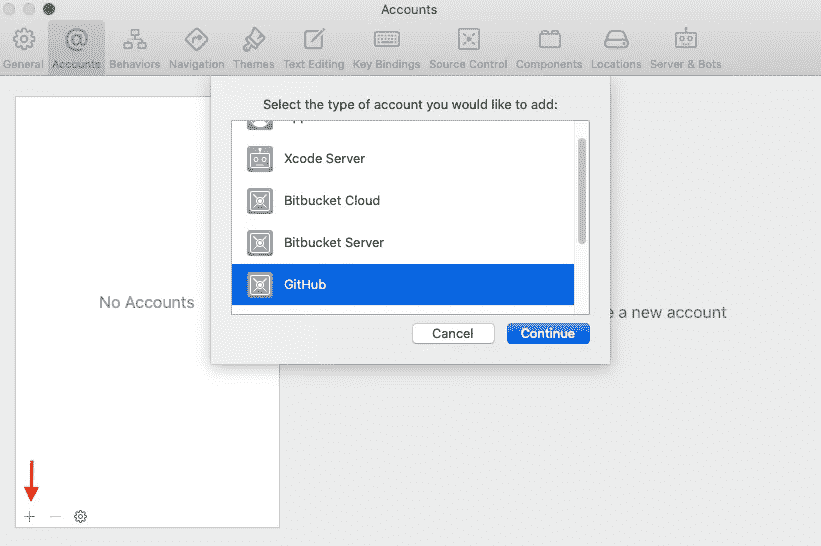 Accounts
General Accounts Behaviors Navigation Themes Text Editing Key Bindings Source Control Components Locations Server & Bots
Select the type of account you would like to add:
Xcode Server
Bitbucket Cloud
Bitbucket Server
GitHub
No Accounts
a new account
Cancel Continue